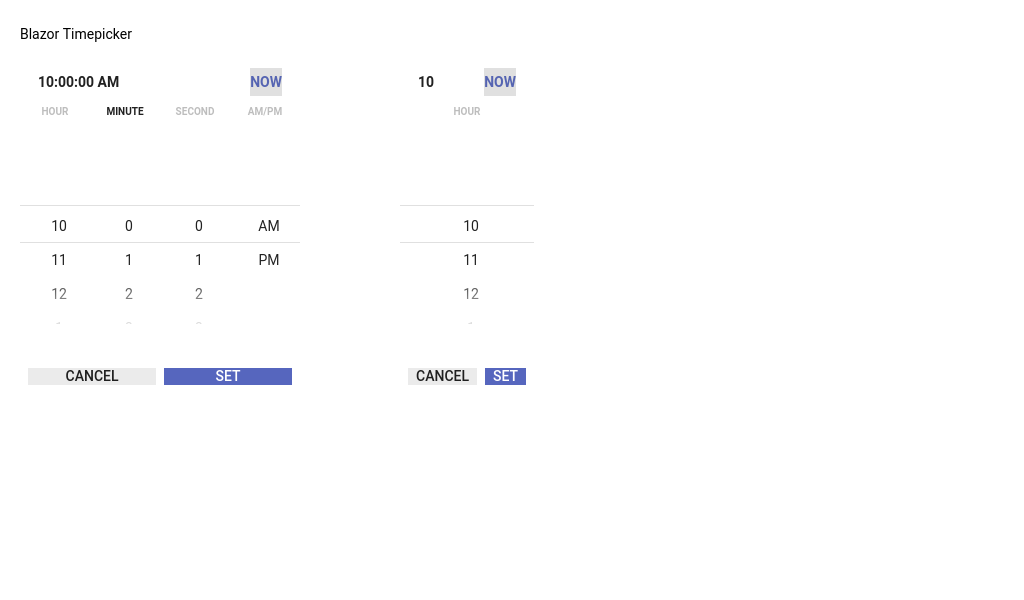 Blazor Timepicker
10:00:00 AM NOW 10 NOW
HOUR MINUTE SECOND AM/PM HOUR
10 0 0 AM 10
11 1 1 PM 11
12 2 2 12
CANCEL SET CANCEL SET